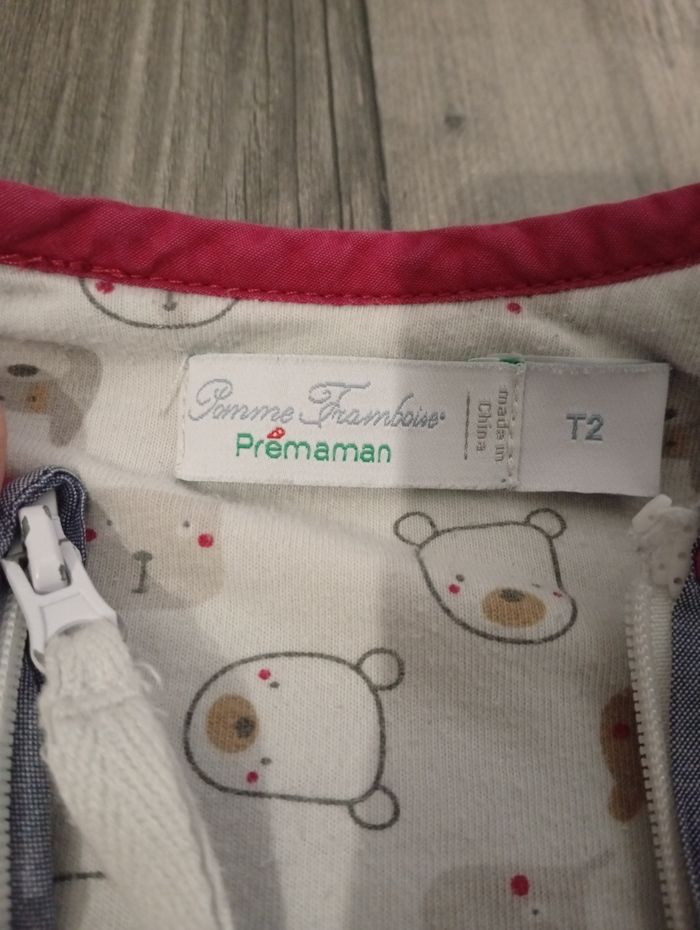 Pomme Framboise
Prémaman
made in
China
T2